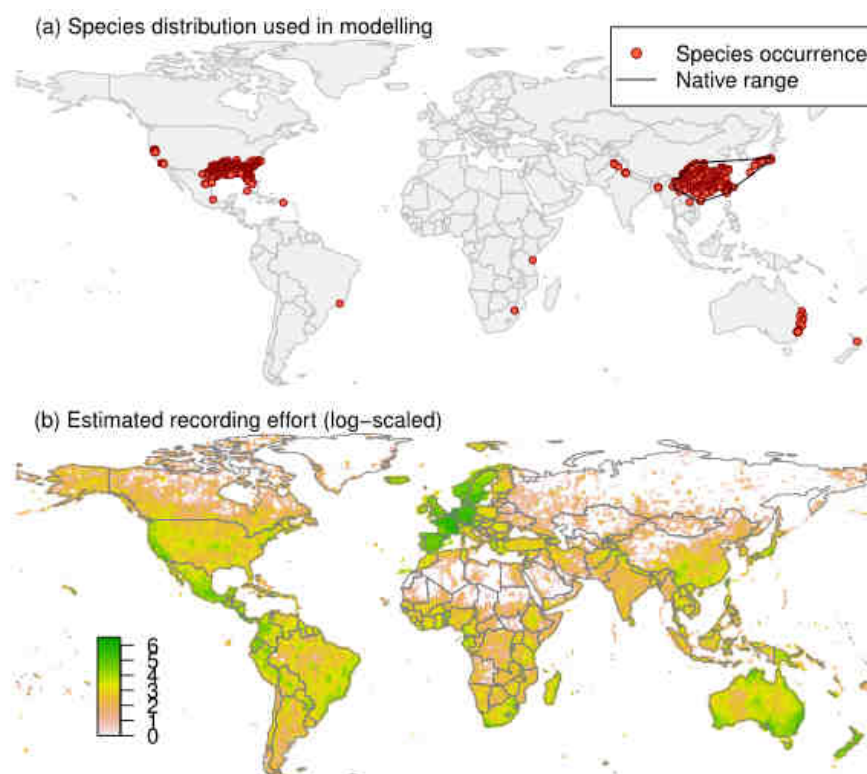 (a) Species distribution used in modelling
Species occurrence
Native range
(b) Estimated recording effort (log−scaled)
6
5
4
3
2
1
0